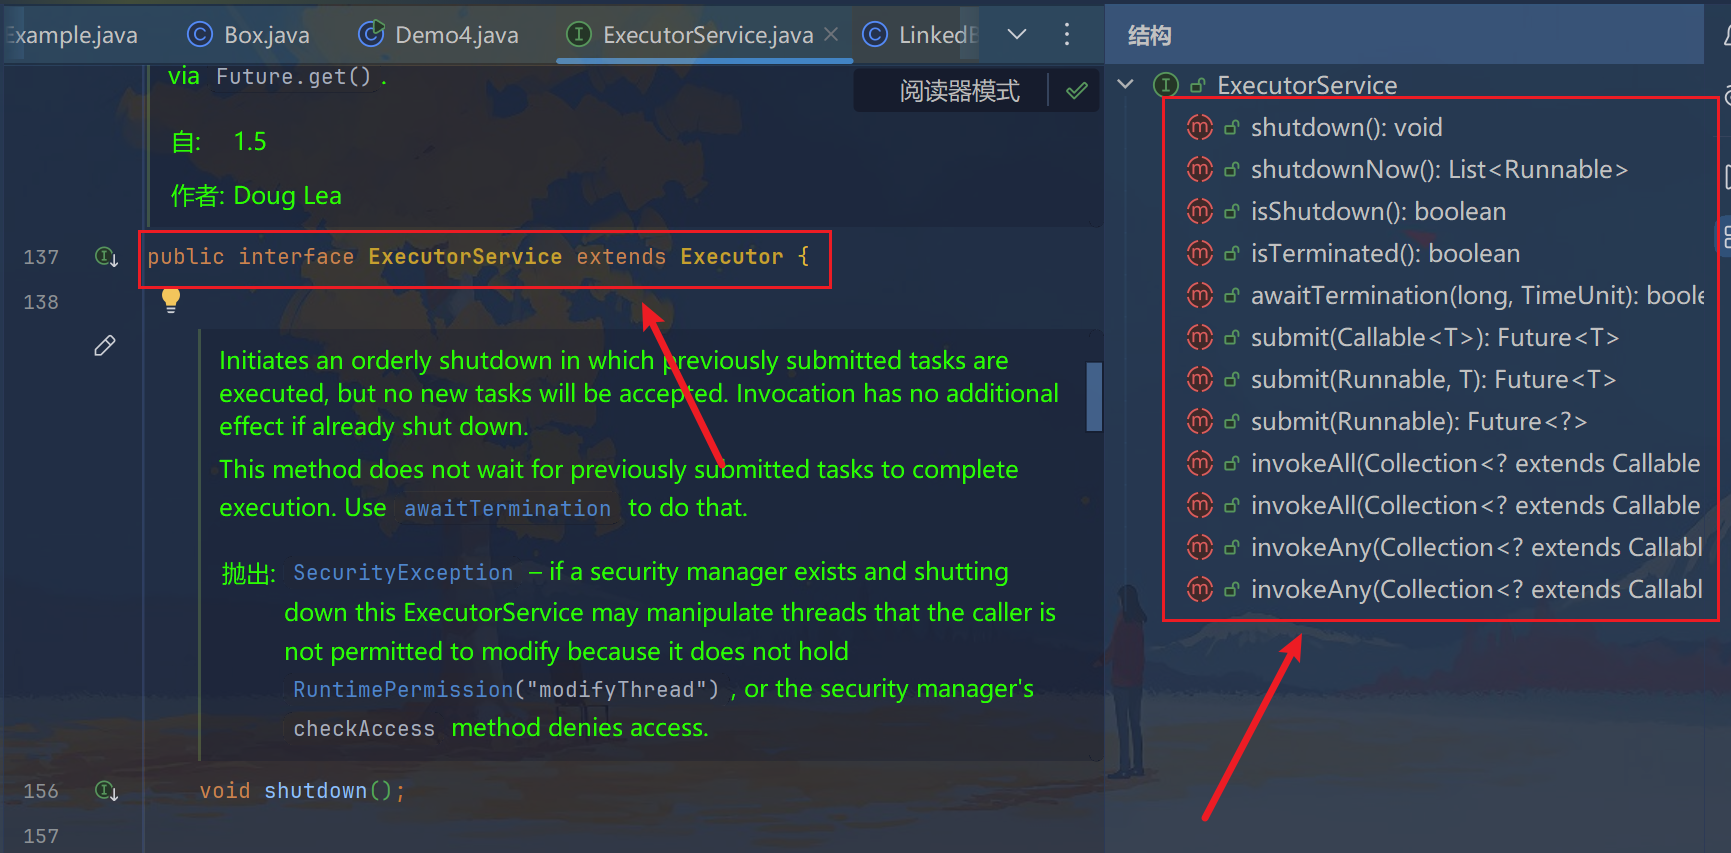 Example.java
Box.java
Demo4.java
ExecutorService.java
LinkedB
结构
via Future.get() .
阅读器模式
自: 1.5
作者: Doug Lea
137 public interface ExecutorService extends Executor {
138
Initiates an orderly shutdown in which previously submitted tasks are
executed, but no new tasks will be accepted. Invocation has no additional
effect if already shut down.
This method does not wait for previously submitted tasks to complete
execution. Use awaitTermination to do that.
抛出: SecurityException – if a security manager exists and shutting
down this ExecutorService may manipulate threads that the caller is
not permitted to modify because it does not hold
RuntimePermission("modifyThread") , or the security manager's
checkAccess method denies access.
156 void shutdown();
157
ExecutorService
shutdown(): void
shutdownNow(): List<Runnable>
isShutdown(): boolean
isTerminated(): boolean
awaitTermination(long, TimeUnit): boole
submit(Callable<T>): Future<T>
submit(Runnable, T): Future<T>
submit(Runnable): Future<?>
invokeAll(Collection<? extends Callable
invokeAll(Collection<? extends Callable
invokeAny(Collection<? extends Callabl
invokeAny(Collection<? extends Callabl